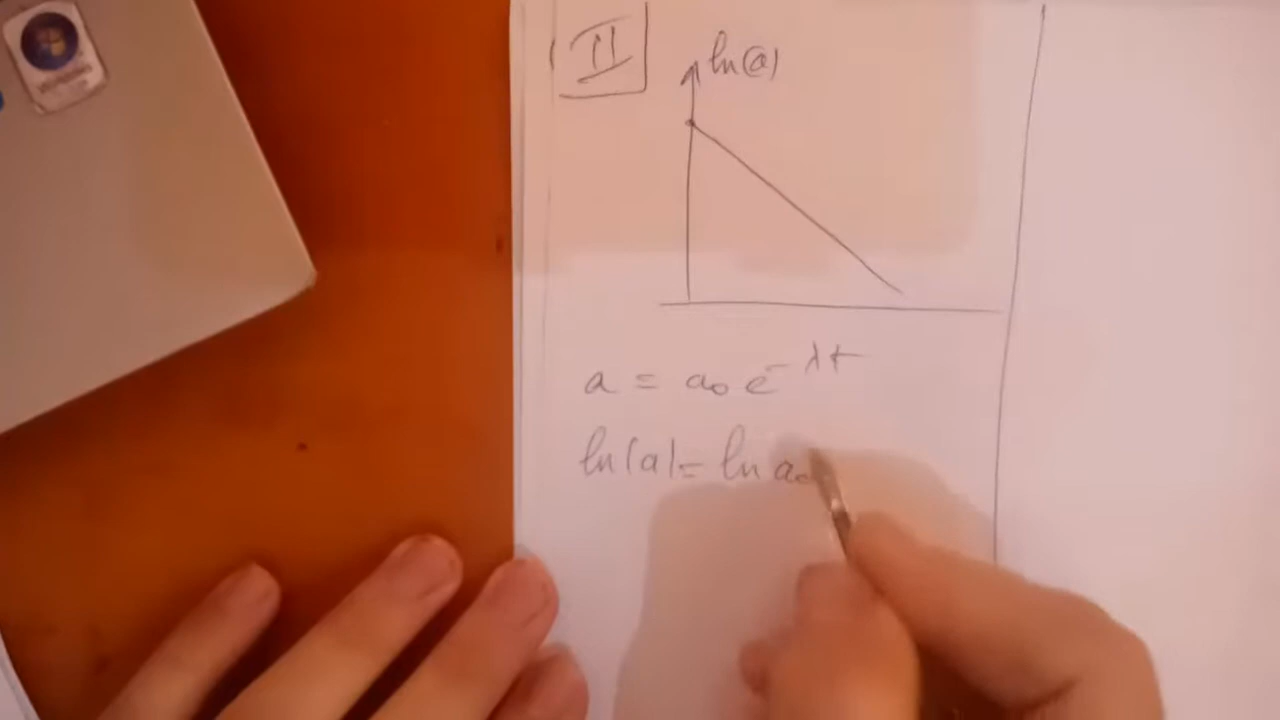 II
ln(a)
a = a₀ e^-λt
ln(a) = ln a₀